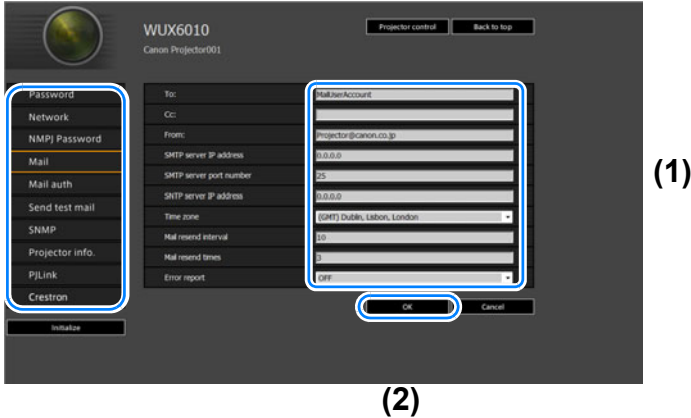 WUX6010
Projector control
Back to top
Canon Projector001
Password
Network
NMPJ Password
Mail
Mail auth
Send test mail
SNMP
Projector info.
PJLink
Crestron
Initialize
To: MailUserAccount
Cc:
From: Projector@canon.co.jp
SMTP server IP address 0.0.0.0
SMTP server port number 25
SNTP server IP address 0.0.0.0
Time zone (GMT) Dublin, Lisbon, London
Mail resend interval 10
Mail resend times 3
Error report OFF
OK Cancel
(1)
(2)